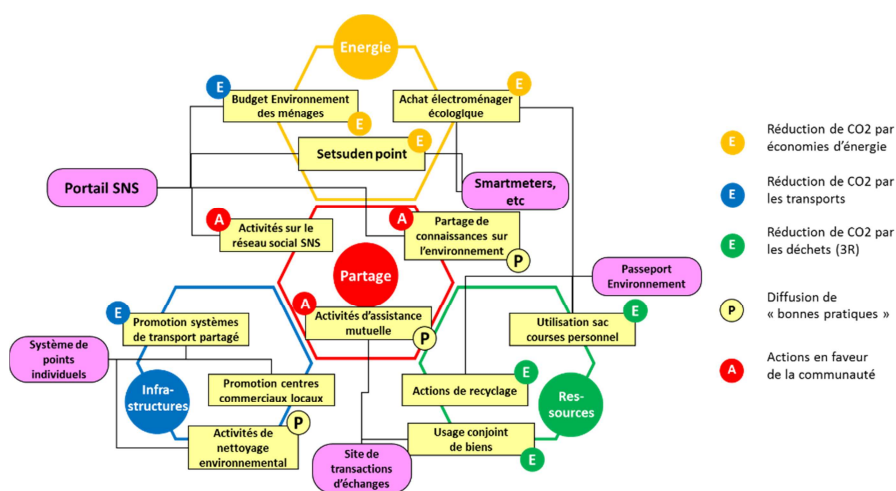 Energie
E
Budget Environnement
des ménages
E
Achat électroménager
écologique
E
Setsuden point
E
Portail SNS
Smartmeters,
etc
A
Activités sur le
réseau social SNS
A
Partage de
connaissances sur
l'environnement
P
Partage
A
Activités d'assistance
mutuelle
P
Passeport
Environnement
E
Promotion systèmes
de transport partagé
Système de
points
individuels
Promotion centres
commerciaux locaux
Infra-
structures
Activités de
nettoyage
environnemental
P
Utilisation sac
courses personnel
E
Actions de recyclage
E
Res-
sources
Usage conjoint
de biens
E
Site de
transactions
d'échanges
E
Réduction de CO2 par
économies d'énergie
E
Réduction de CO2 par
les transports
E
Réduction de CO2 par
les déchets (3R)
P
Diffusion de
« bonnes pratiques »
A
Actions en faveur
de la communauté